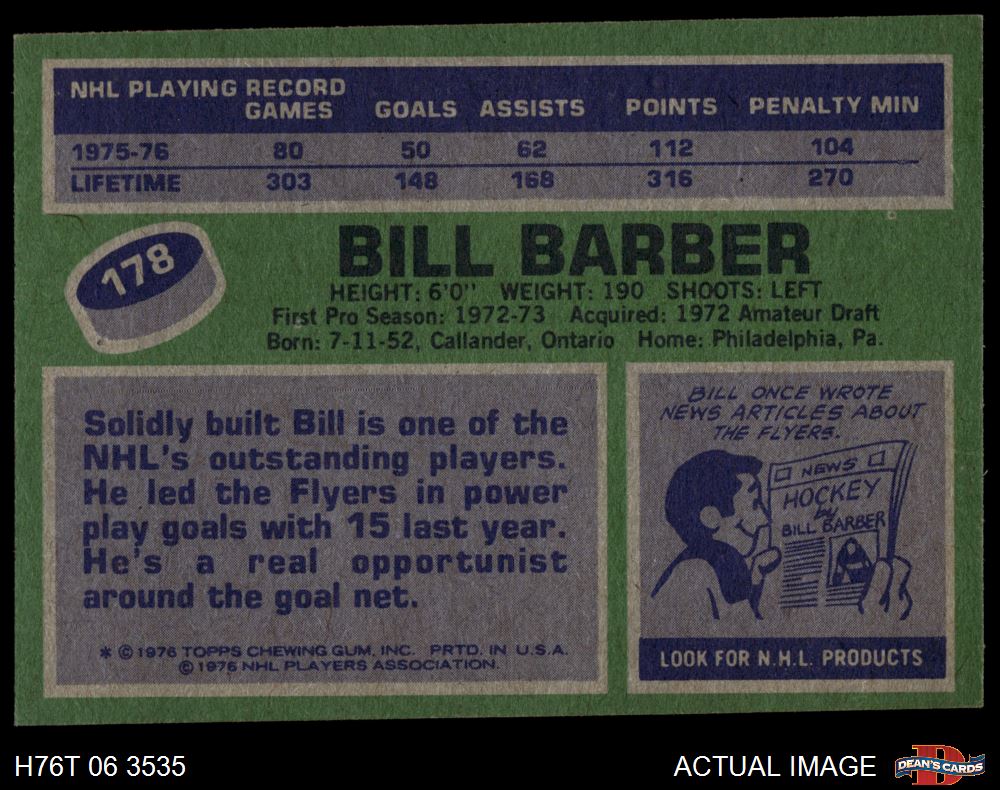 NHL PLAYING RECORD
GAMES GOALS ASSISTS POINTS PENALTY MIN
1975-76 80 50 62 112 104
LIFETIME 303 148 168 316 270
178
BILL BARBER
HEIGHT: 6'0" WEIGHT: 190 SHOOTS: LEFT
First Pro Season: 1972-73 Acquired: 1972 Amateur Draft
Born: 7-11-52, Callander, Ontario Home: Philadelphia, Pa.
Solidly built Bill is one of the
NHL's outstanding players.
He led the Flyers in power
play goals with 15 last year.
He's a real opportunist
around the goal net.
* © 1976 TOPPS CHEWING GUM, INC. PRTD. IN U.S.A.
© 1976 NHL PLAYERS ASSOCIATION.
BILL ONCE WROTE
NEWS ARTICLES ABOUT
THE FLYERS.
NEWS
HOCKEY
by
BILL BARBER
LOOK FOR N.H.L. PRODUCTS
H76T 06 3535
ACTUAL IMAGE
D
DEAN'S CARDS